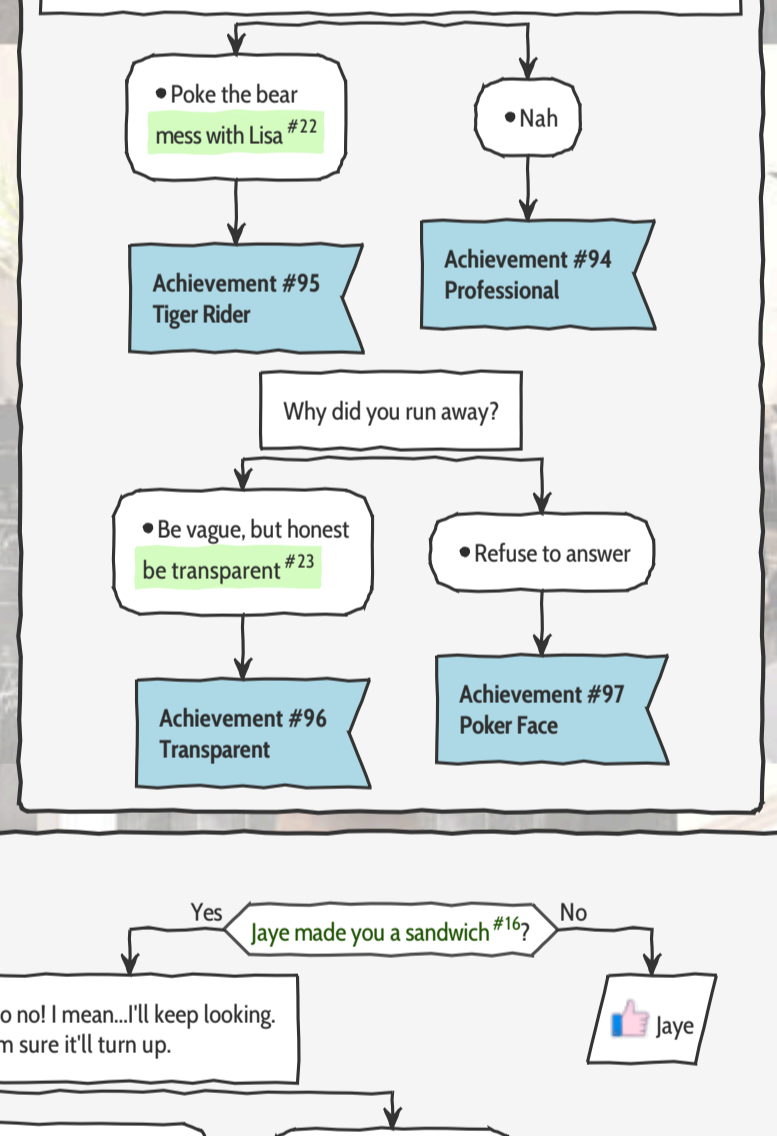 • Poke the bear
mess with Lisa #22
• Nah
Achievement #95
Tiger Rider
Achievement #94
Professional
Why did you run away?
• Be vague, but honest
be transparent #23
• Refuse to answer
Achievement #96
Transparent
Achievement #97
Poker Face
Yes
Jaye made you a sandwich #16?
No
o no! I mean...I'll keep looking.
m sure it'll turn up.
Jaye